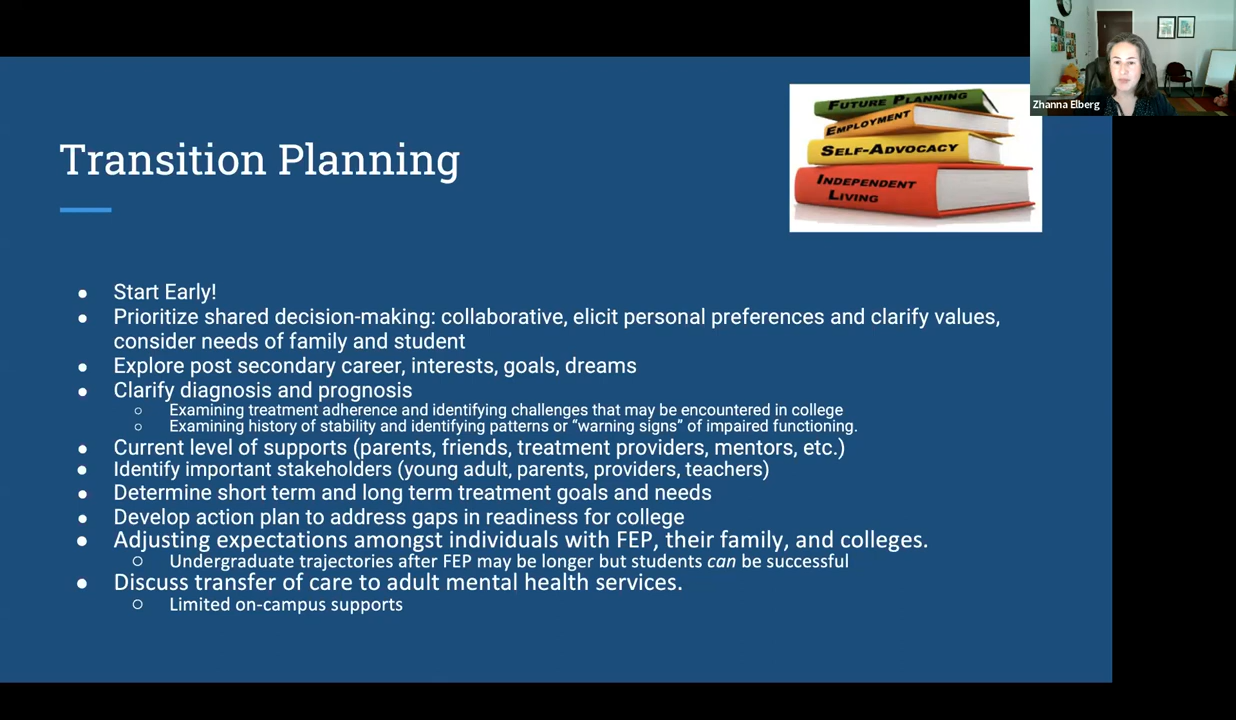 Zhanna Elberg
FUTURE PLANNING
EMPLOYMENT
SELF-ADVOCACY
INDEPENDENT
LIVING
Transition Planning
● Start Early!
● Prioritize shared decision-making: collaborative, elicit personal preferences and clarify values,
consider needs of family and student
● Explore post secondary career, interests, goals, dreams
● Clarify diagnosis and prognosis
○ Examining treatment adherence and identifying challenges that may be encountered in college
○ Examining history of stability and identifying patterns or “warning signs” of impaired functioning.
● Current level of supports (parents, friends, treatment providers, mentors, etc.)
● Identify important stakeholders (young adult, parents, providers, teachers)
● Determine short term and long term treatment goals and needs
● Develop action plan to address gaps in readiness for college
● Adjusting expectations amongst individuals with FEP, their family, and colleges.
○ Undergraduate trajectories after FEP may be longer but students can be successful
● Discuss transfer of care to adult mental health services.
○ Limited on-campus supports